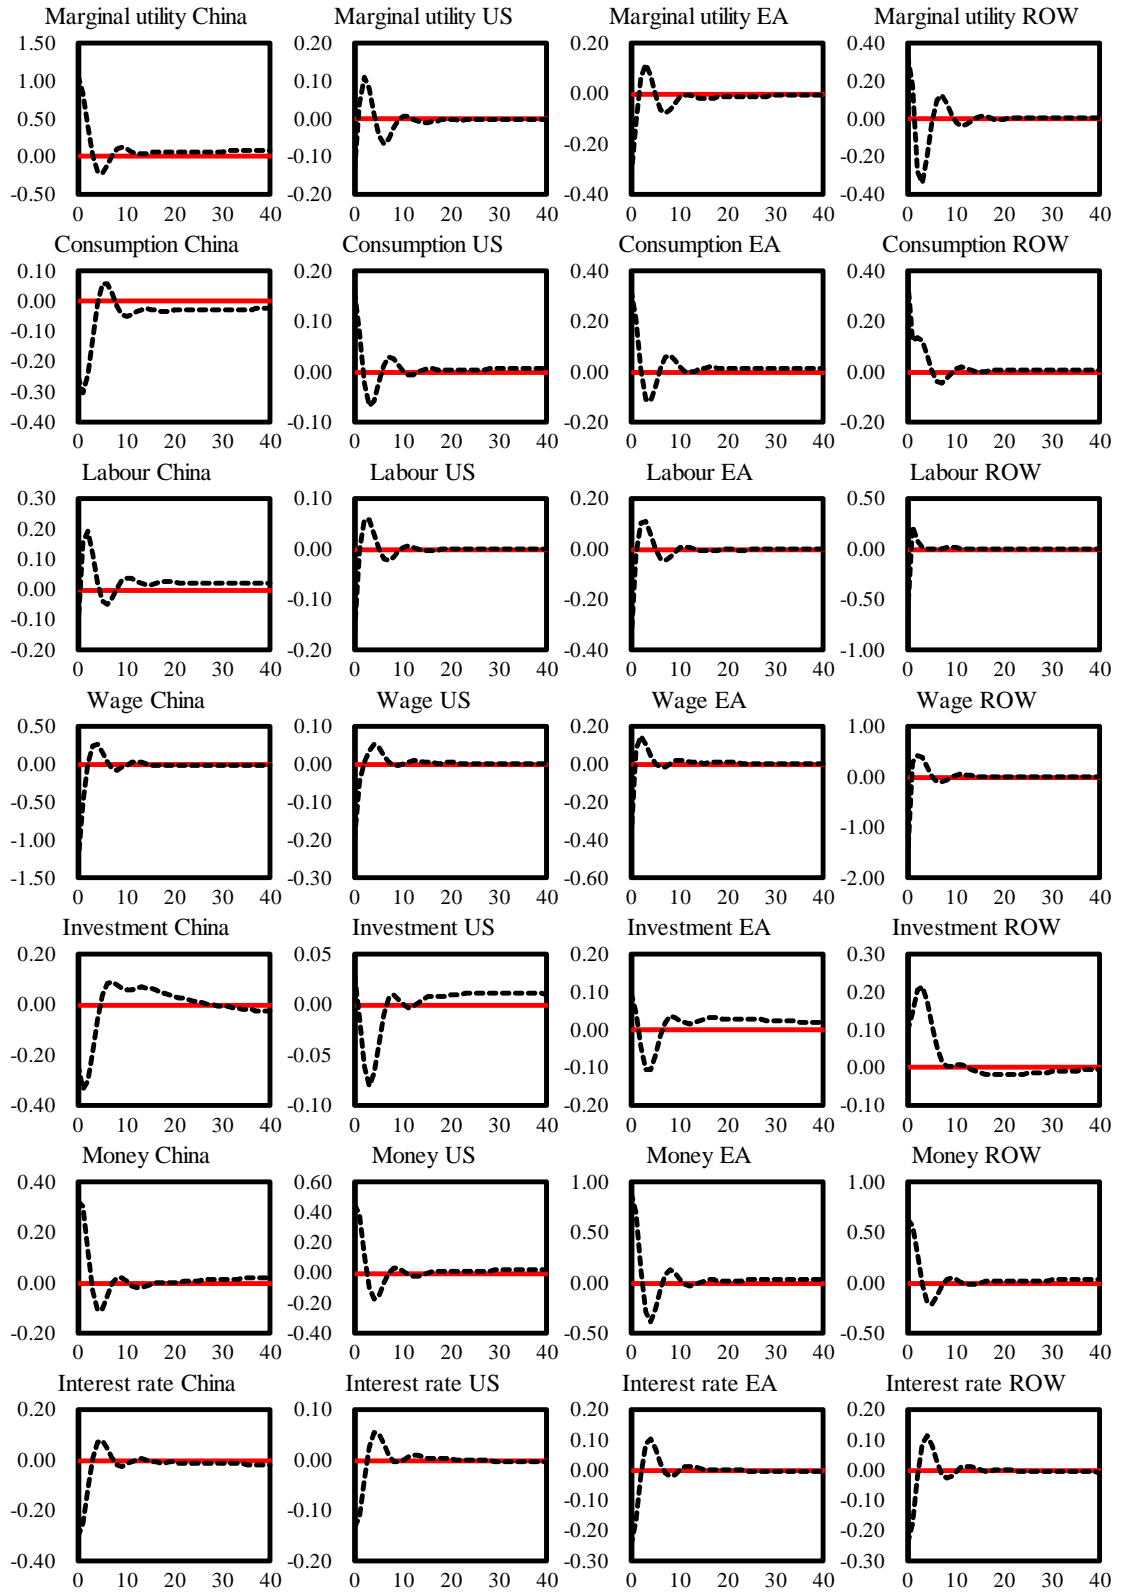 Marginal utility China Marginal utility US Marginal utility EA Marginal utility ROW
1.50 0.20 0.20 0.40
1.00 0.10 0.00 0.20
0.50 0.00 -0.20 0.00
0.00 -0.10 -0.40 -0.20
-0.50 -0.20 -0.40
0 10 20 30 40 0 10 20 30 40 0 10 20 30 40 0 10 20 30 40
Consumption China Consumption US Consumption EA Consumption ROW
0.10 0.20 0.40 0.40
0.00 0.10 0.20 0.20
-0.10 0.00 0.00 0.00
-0.20 -0.10 -0.20 -0.20
-0.30
-0.40
0 10 20 30 40 0 10 20 30 40 0 10 20 30 40 0 10 20 30 40
Labour China Labour US Labour EA Labour ROW
0.30 0.10 0.20 0.50
0.20 0.00 0.00 0.00
0.10 -0.10 -0.20 -0.50
0.00 -0.20 -0.40 -1.00
-0.10
-0.20
0 10 20 30 40 0 10 20 30 40 0 10 20 30 40 0 10 20 30 40
Wage China Wage US Wage EA Wage ROW
0.50 0.10 0.20 1.00
0.00 0.00 0.00 0.00
-0.50 -0.10 -0.20 -1.00
-1.00 -0.20 -0.40 -2.00
-1.50 -0.30 -0.60
0 10 20 30 40 0 10 20 30 40 0 10 20 30 40 0 10 20 30 40
Investment China Investment US Investment EA Investment ROW
0.20 0.05 0.20 0.30
0.00 0.00 0.10 0.20
-0.20 -0.05 0.00 0.10
-0.40 -0.10 -0.10 0.00
-0.20 -0.10
0 10 20 30 40 0 10 20 30 40 0 10 20 30 40 0 10 20 30 40
Money China Money US Money EA Money ROW
0.40 0.60 1.00 1.00
0.20 0.40 0.50 0.50
0.00 0.20 0.00 0.00
-0.20 0.00 -0.50 -0.50
-0.20
-0.40
0 10 20 30 40 0 10 20 30 40 0 10 20 30 40 0 10 20 30 40
Interest rate China Interest rate US Interest rate EA Interest rate ROW
0.20 0.10 0.20 0.20
0.00 0.00 0.10 0.10
-0.20 -0.10 0.00 0.00
-0.40 -0.20 -0.10 -0.10
-0.20 -0.20
-0.30 -0.30
0 10 20 30 40 0 10 20 30 40 0 10 20 30 40 0 10 20 30 40